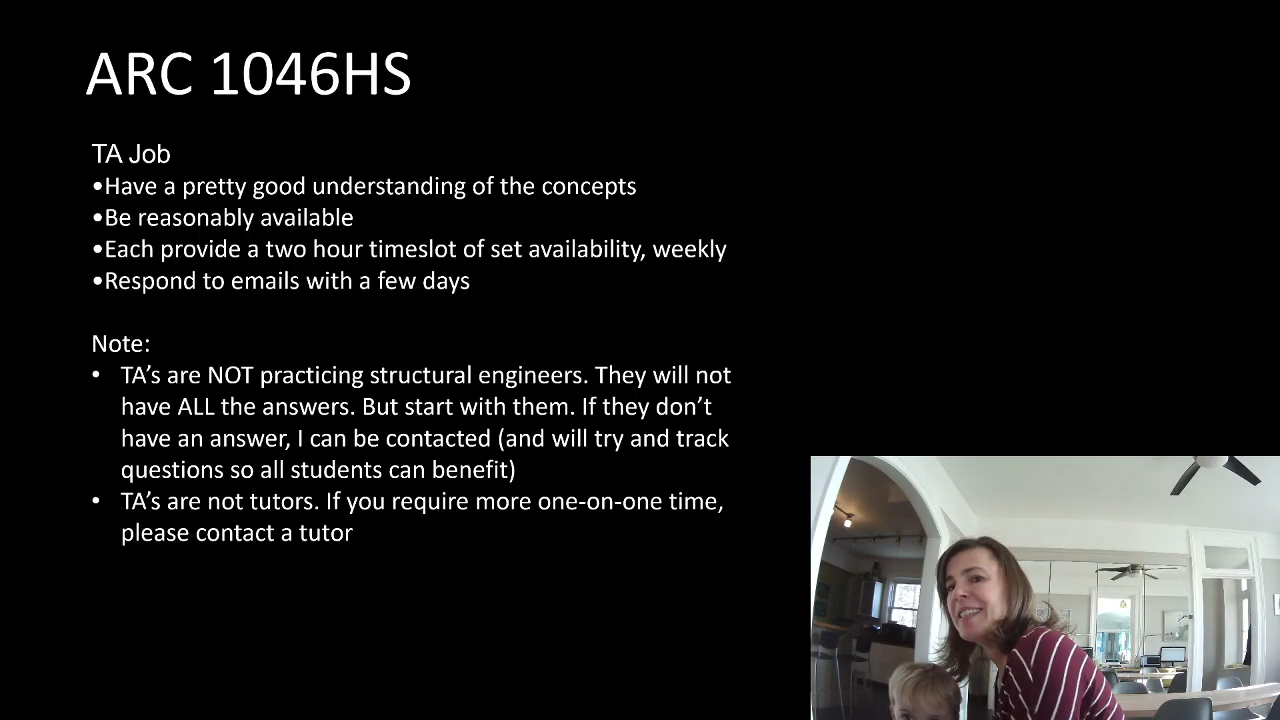 ARC 1046HS
TA Job
•Have a pretty good understanding of the concepts
•Be reasonably available
•Each provide a two hour timeslot of set availability, weekly
•Respond to emails with a few days
Note:
• TA’s are NOT practicing structural engineers. They will not
have ALL the answers. But start with them. If they don’t
have an answer, I can be contacted (and will try and track
questions so all students can benefit)
• TA’s are not tutors. If you require more one-on-one time,
please contact a tutor